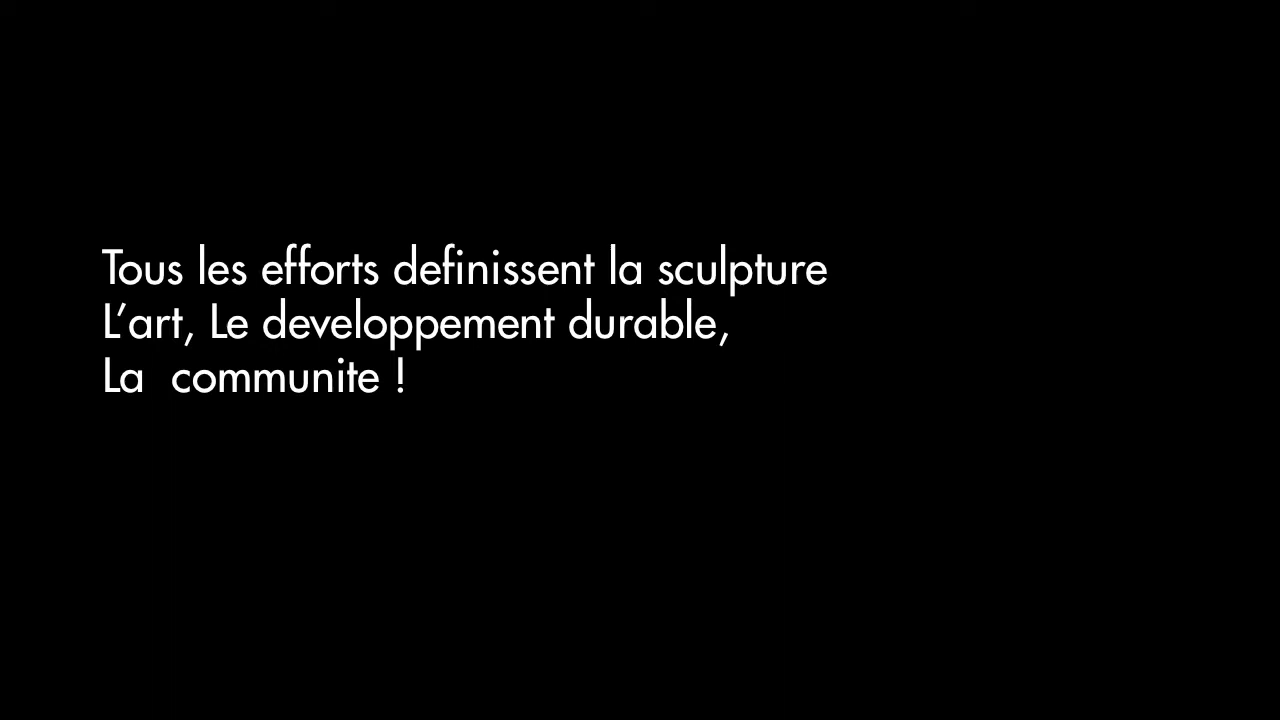 Tous les efforts definissent la sculpture
L’art, Le developpement durable,
La  communite !